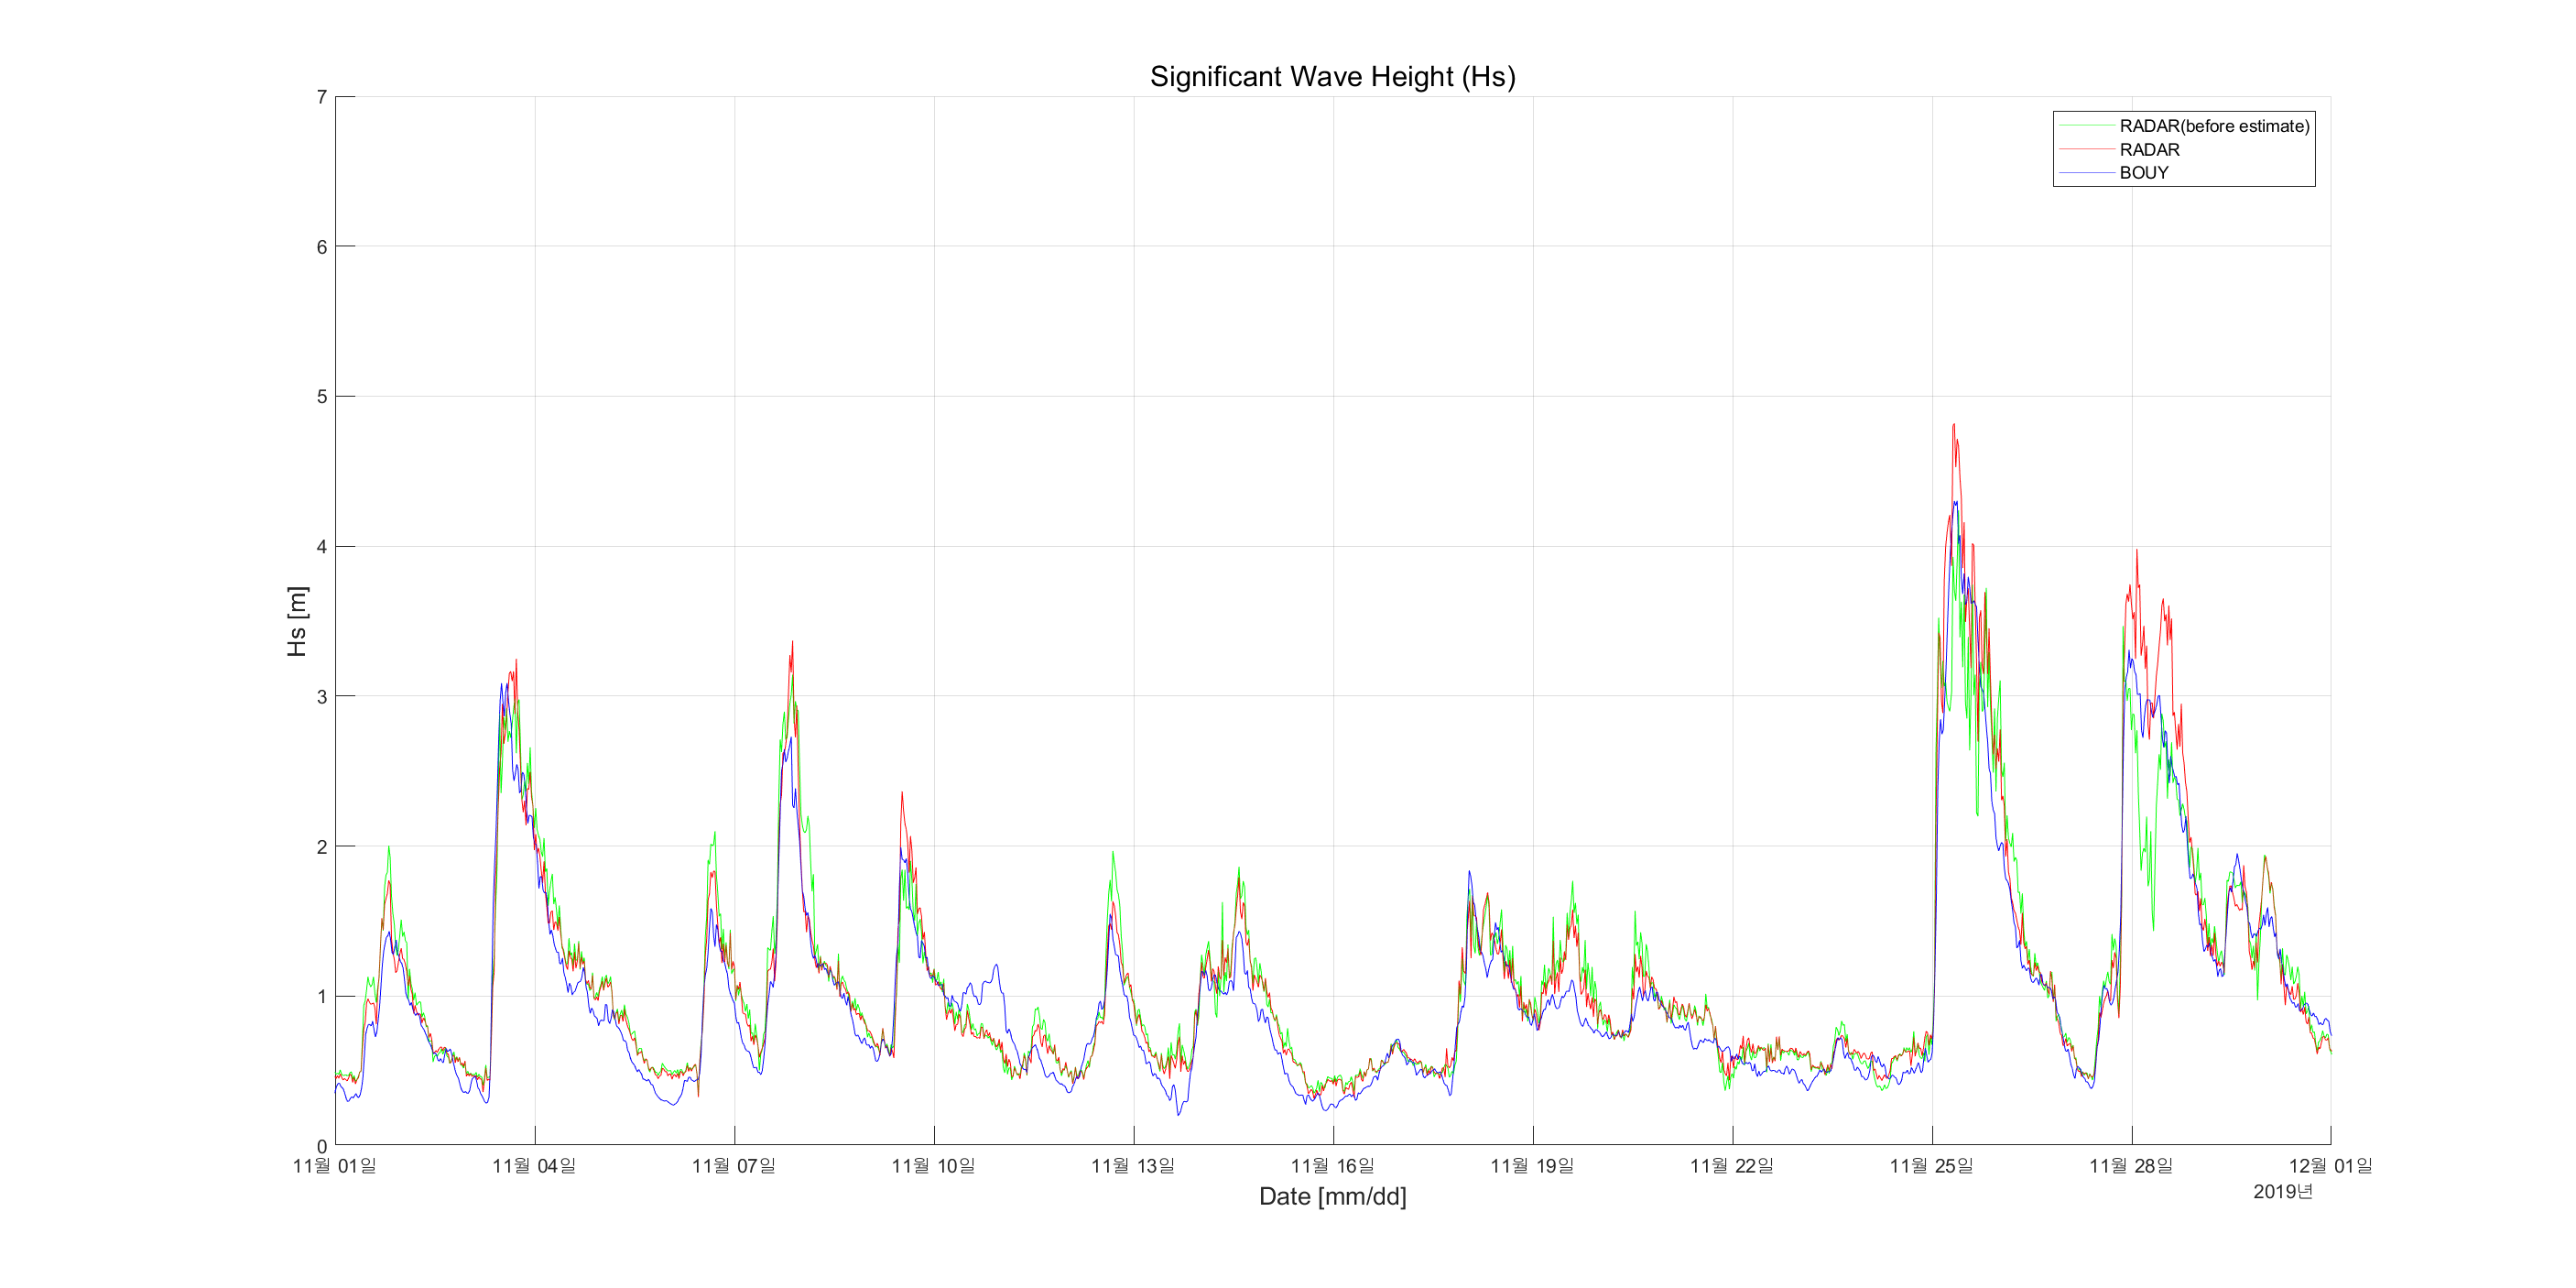 Significant Wave Height (Hs)
7
6
5
4
3
2
1
0
Hs [m]
RADAR(before estimate)
RADAR
BOUY
11월 01일 11월 04일 11월 07일 11월 10일 11월 13일 11월 16일 11월 19일 11월 22일 11월 25일 11월 28일 12월 01일
Date [mm/dd]
2019년